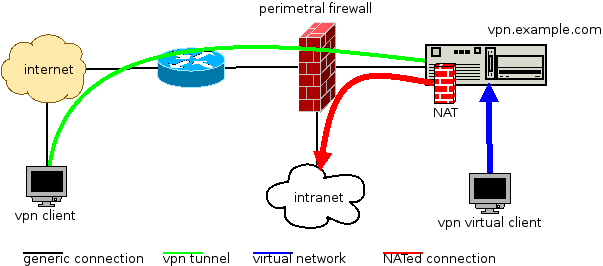 perimetral firewall
vpn.example.com
internet
NAT
intranet
vpn client
vpn virtual client
generic connection
vpn tunnel
virtual network
NATed connection